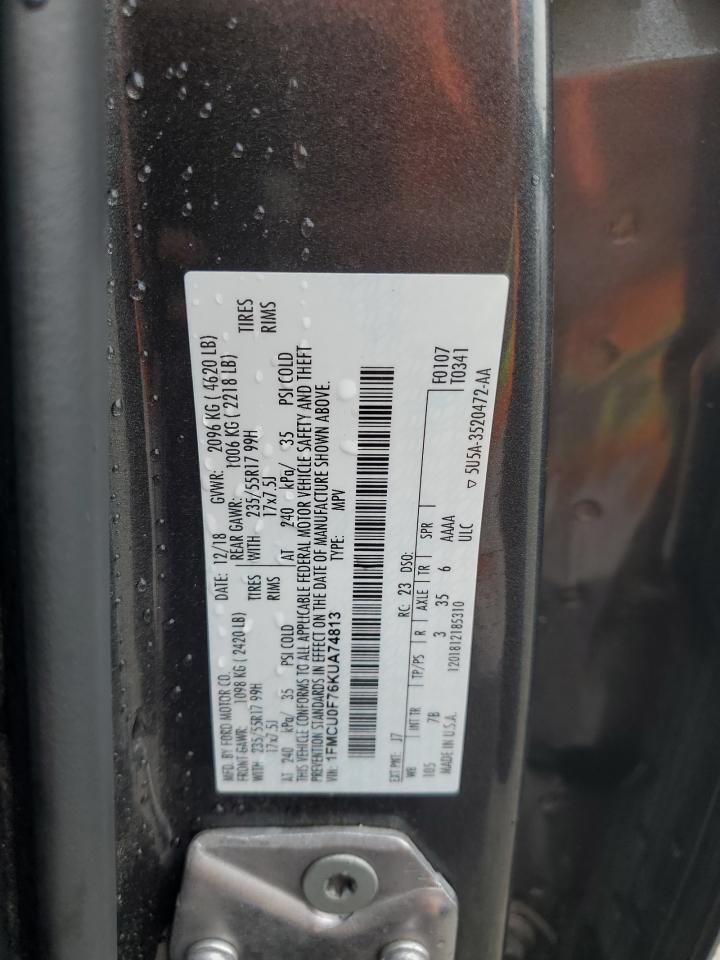 MFD. BY FORD MOTOR CO.
DATE: 12/18 GVWR: 2096 KG ( 4620 LB)
FRONT GAWR: 1098 KG ( 2420 LB) REAR GAWR: 1006 KG ( 2218 LB)
WITH 235/55R17 99H TIRES WITH 235/55R17 99H TIRES
17x7.5J RIMS 17x7.5J RIMS
AT 240 kPa/ 35 PSI COLD AT 240 kPa/ 35 PSI COLD
THIS VEHICLE CONFORMS TO ALL APPLICABLE FEDERAL MOTOR VEHICLE SAFETY AND THEFT
PREVENTION STANDARDS IN EFFECT ON THE DATE OF MANUFACTURE SHOWN ABOVE.
VIN: 1FMCU0F76KUA74813 TYPE: MPV
EXT PNT: J7 RC: 23 DSO: F0107
WB INT TR TP/PS R AXLE TR SPR T0341
105 7B 3 35 6 AAAA
MADE IN U.S.A. 1201812185310 ULC
▽ 5U5A-3520472-AA